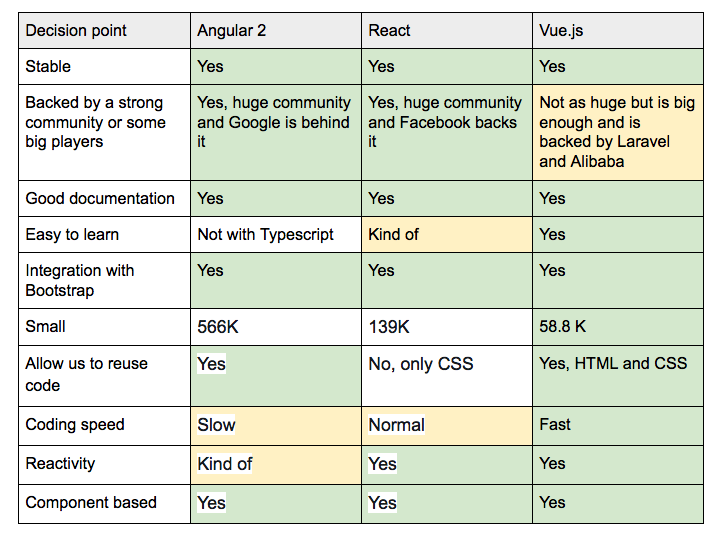 Decision point Angular 2 React Vue.js
Stable Yes Yes Yes
Backed by a strong Yes, huge community Yes, huge community Not as huge but is big
community or some and Google is behind and Facebook backs enough and is
big players it it backed by Laravel
and Alibaba
Good documentation Yes Yes Yes
Easy to learn Not with Typescript Kind of Yes
Integration with Yes Yes Yes
Bootstrap
Small 566K 139K 58.8 K
Allow us to reuse Yes No, only CSS Yes, HTML and CSS
code
Coding speed Slow Normal Fast
Reactivity Kind of Yes Yes
Component based Yes Yes Yes